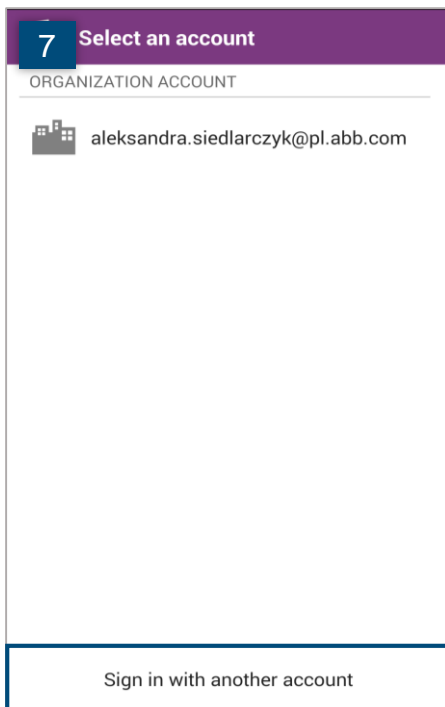 7
Select an account
ORGANIZATION ACCOUNT
aleksandra.siedlarczyk@pl.abb.com
Sign in with another account